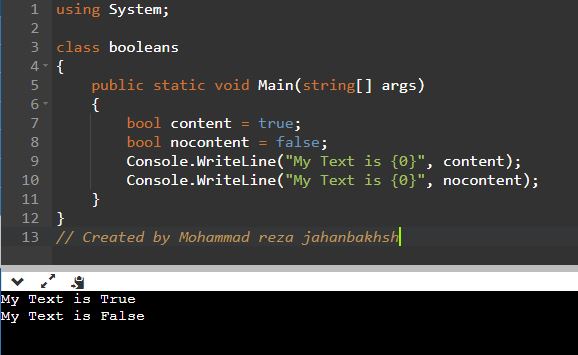 1 using System;
2
3 class booleans
4 {
5     public static void Main(string[] args)
6     {
7         bool content = true;
8         bool nocontent = false;
9         Console.WriteLine("My Text is {0}", content);
10         Console.WriteLine("My Text is {0}", nocontent);
11     }
12 }
13 // Created by Mohammad reza jahanbakhsh
My Text is True
My Text is False